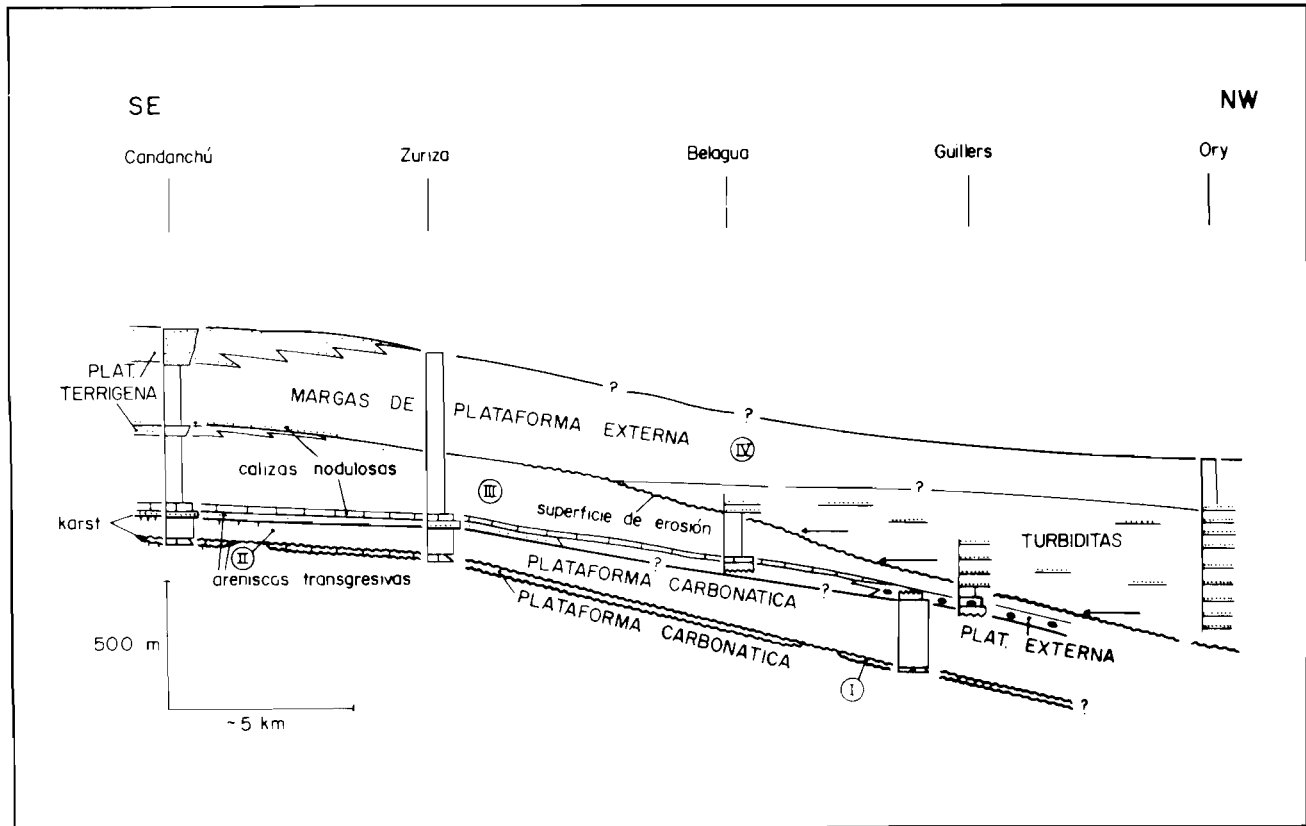 SE
NW
Candanchú
Zuriza
Belagua
Guillers
Ory
PLAT.
TERRIGENA
MARGAS DE PLATAFORMA EXTERNA
?
?
IV
calizas nodulosas
III
superficie de erosión
?
TURBIDITAS
karst
II
areniscas transgresivas
PLATAFORMA CARBONATICA
?
?
PLATAFORMA CARBONATICA
PLAT. EXTERNA
I
?
500 m
~5 km